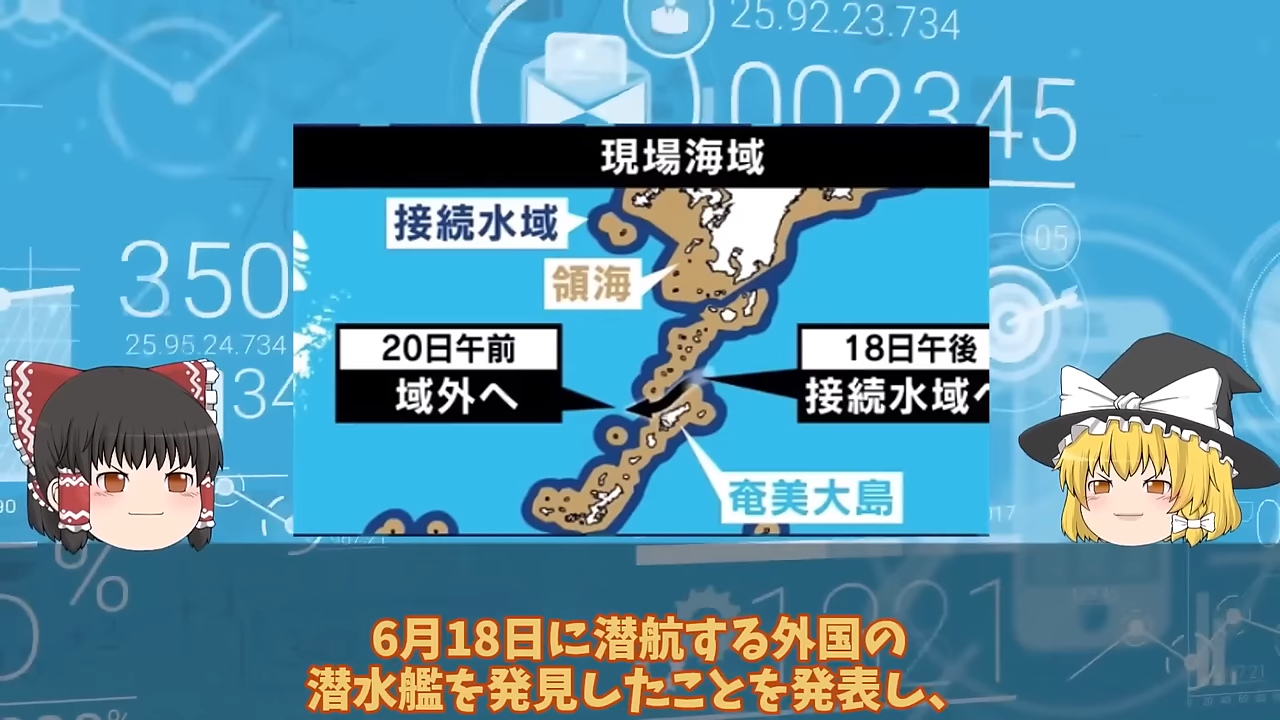 25.92.23.734
002345
現場海域
接続水域
領海
05
350
25.95.24.734
34
20日午前
域外へ
18日午後
接続水域へ
奄美大島
90
%
6月18日に潜航する外国の
潜水艦を発見したことを発表し、